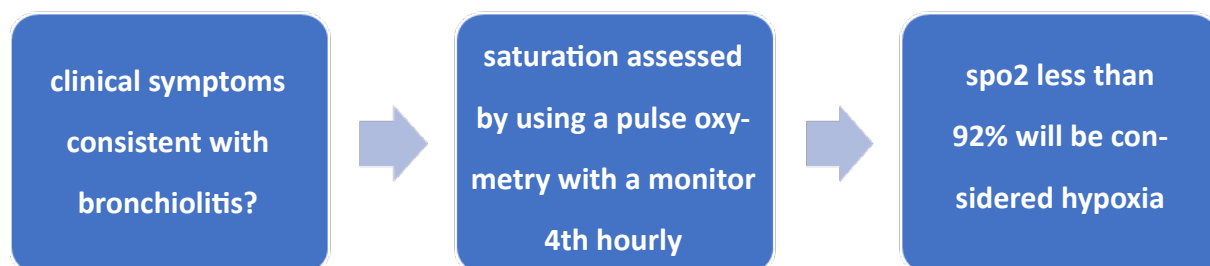 clinical symptoms
consistent with
bronchiolitis?
saturation assessed
by using a pulse oxy-
metry with a monitor
4th hourly
spo2 less than
92% will be con-
sidered hypoxia